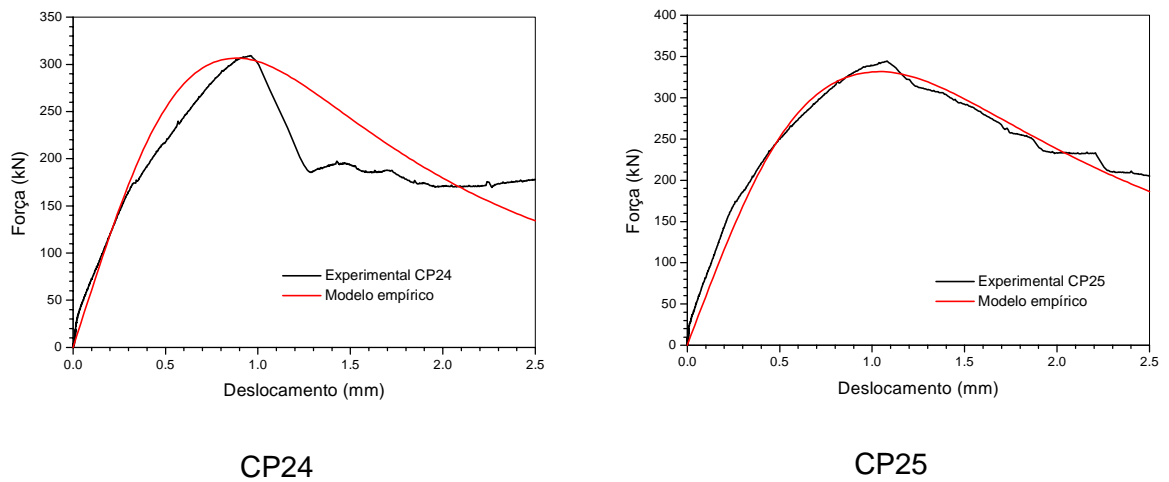 350
300
250
200
150
100
50
0
Força (kN)
0.0 0.5 1.0 1.5 2.0 2.5
Deslocamento (mm)
Experimental CP24
Modelo empírico
CP24
400
350
300
250
200
150
100
50
0
Força (kN)
0.0 0.5 1.0 1.5 2.0 2.5
Deslocamento (mm)
Experimental CP25
Modelo empírico
CP25